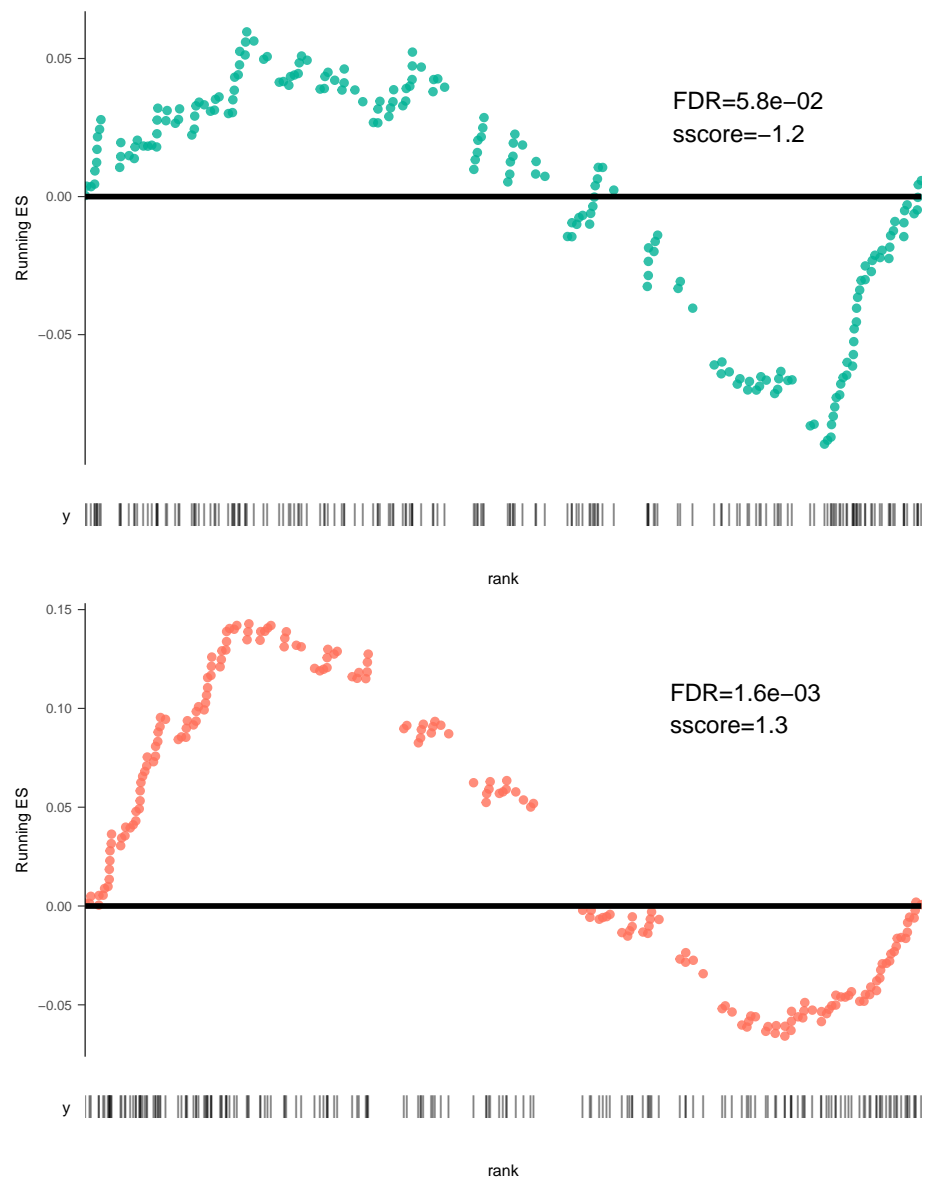 0.05
FDR=5.8e−02
sscore=−1.2
0.00
Running ES
−0.05
y
rank
0.15
FDR=1.6e−03
0.10
sscore=1.3
Running ES
0.05
0.00
−0.05
y
rank